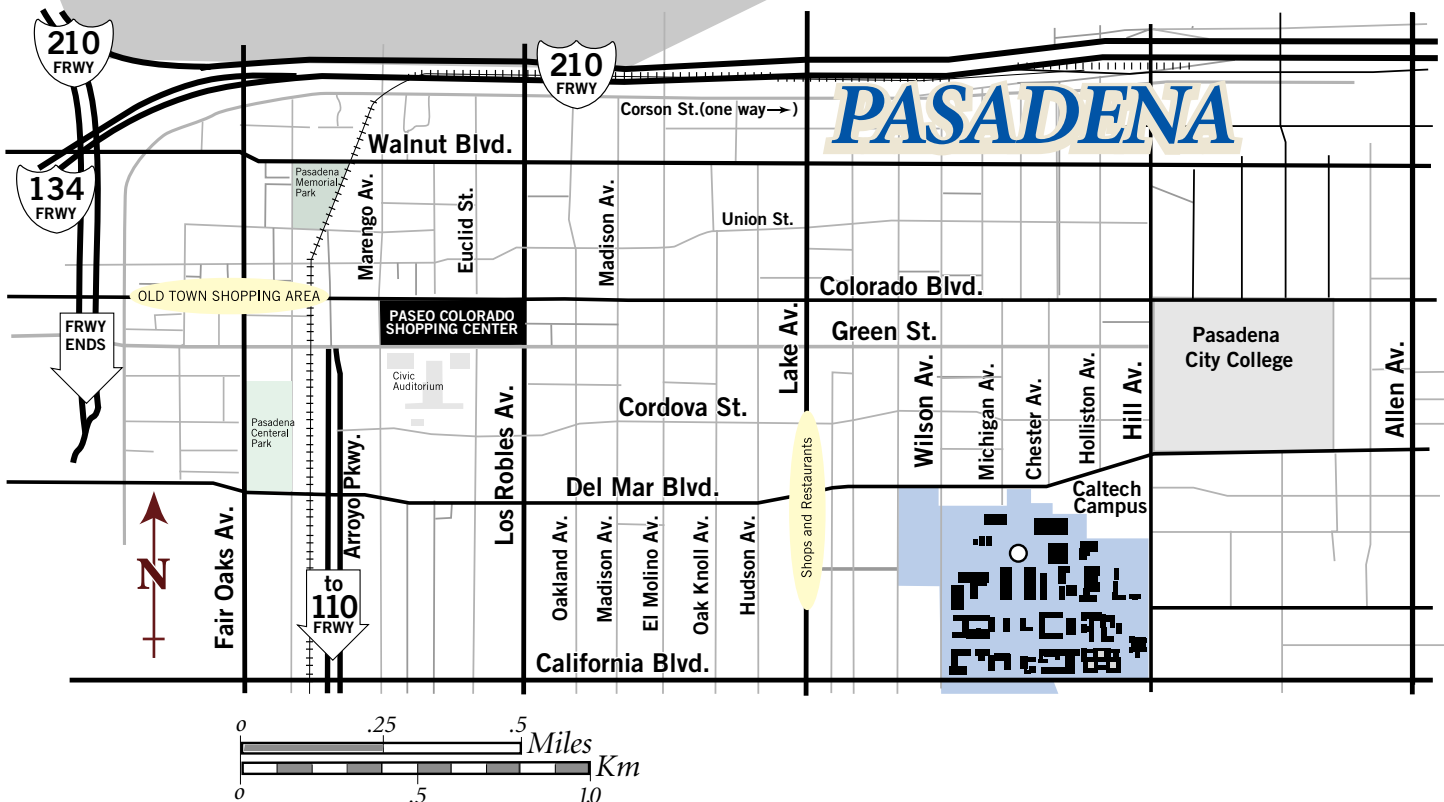 210
FRWY
210
FRWY
Corson St.(one way→)
PASADENA
Walnut Blvd.
134
FRWY
Pasadena
Memorial
Park
Marengo Av.
Euclid St.
Madison Av.
Union St.
OLD TOWN SHOPPING AREA
Colorado Blvd.
PASEO COLORADO
SHOPPING CENTER
FRWY
ENDS
Green St.
Lake Av.
Pasadena
City College
Civic
Auditorium
Wilson Av.
Michigan Av.
Chester Av.
Holliston Av.
Hill Av.
Allen Av.
Cordova St.
Pasadena
Centeral
Park
Arroyo Pkwy.
Los Robles Av.
Del Mar Blvd.
Shops and Restaurants
Caltech
Campus
N
Fair Oaks Av.
Oakland Av.
Madison Av.
El Molino Av.
Oak Knoll Av.
Hudson Av.
to
110
FRWY
California Blvd.
o .25 .5
Miles
Km
o .5 1.0